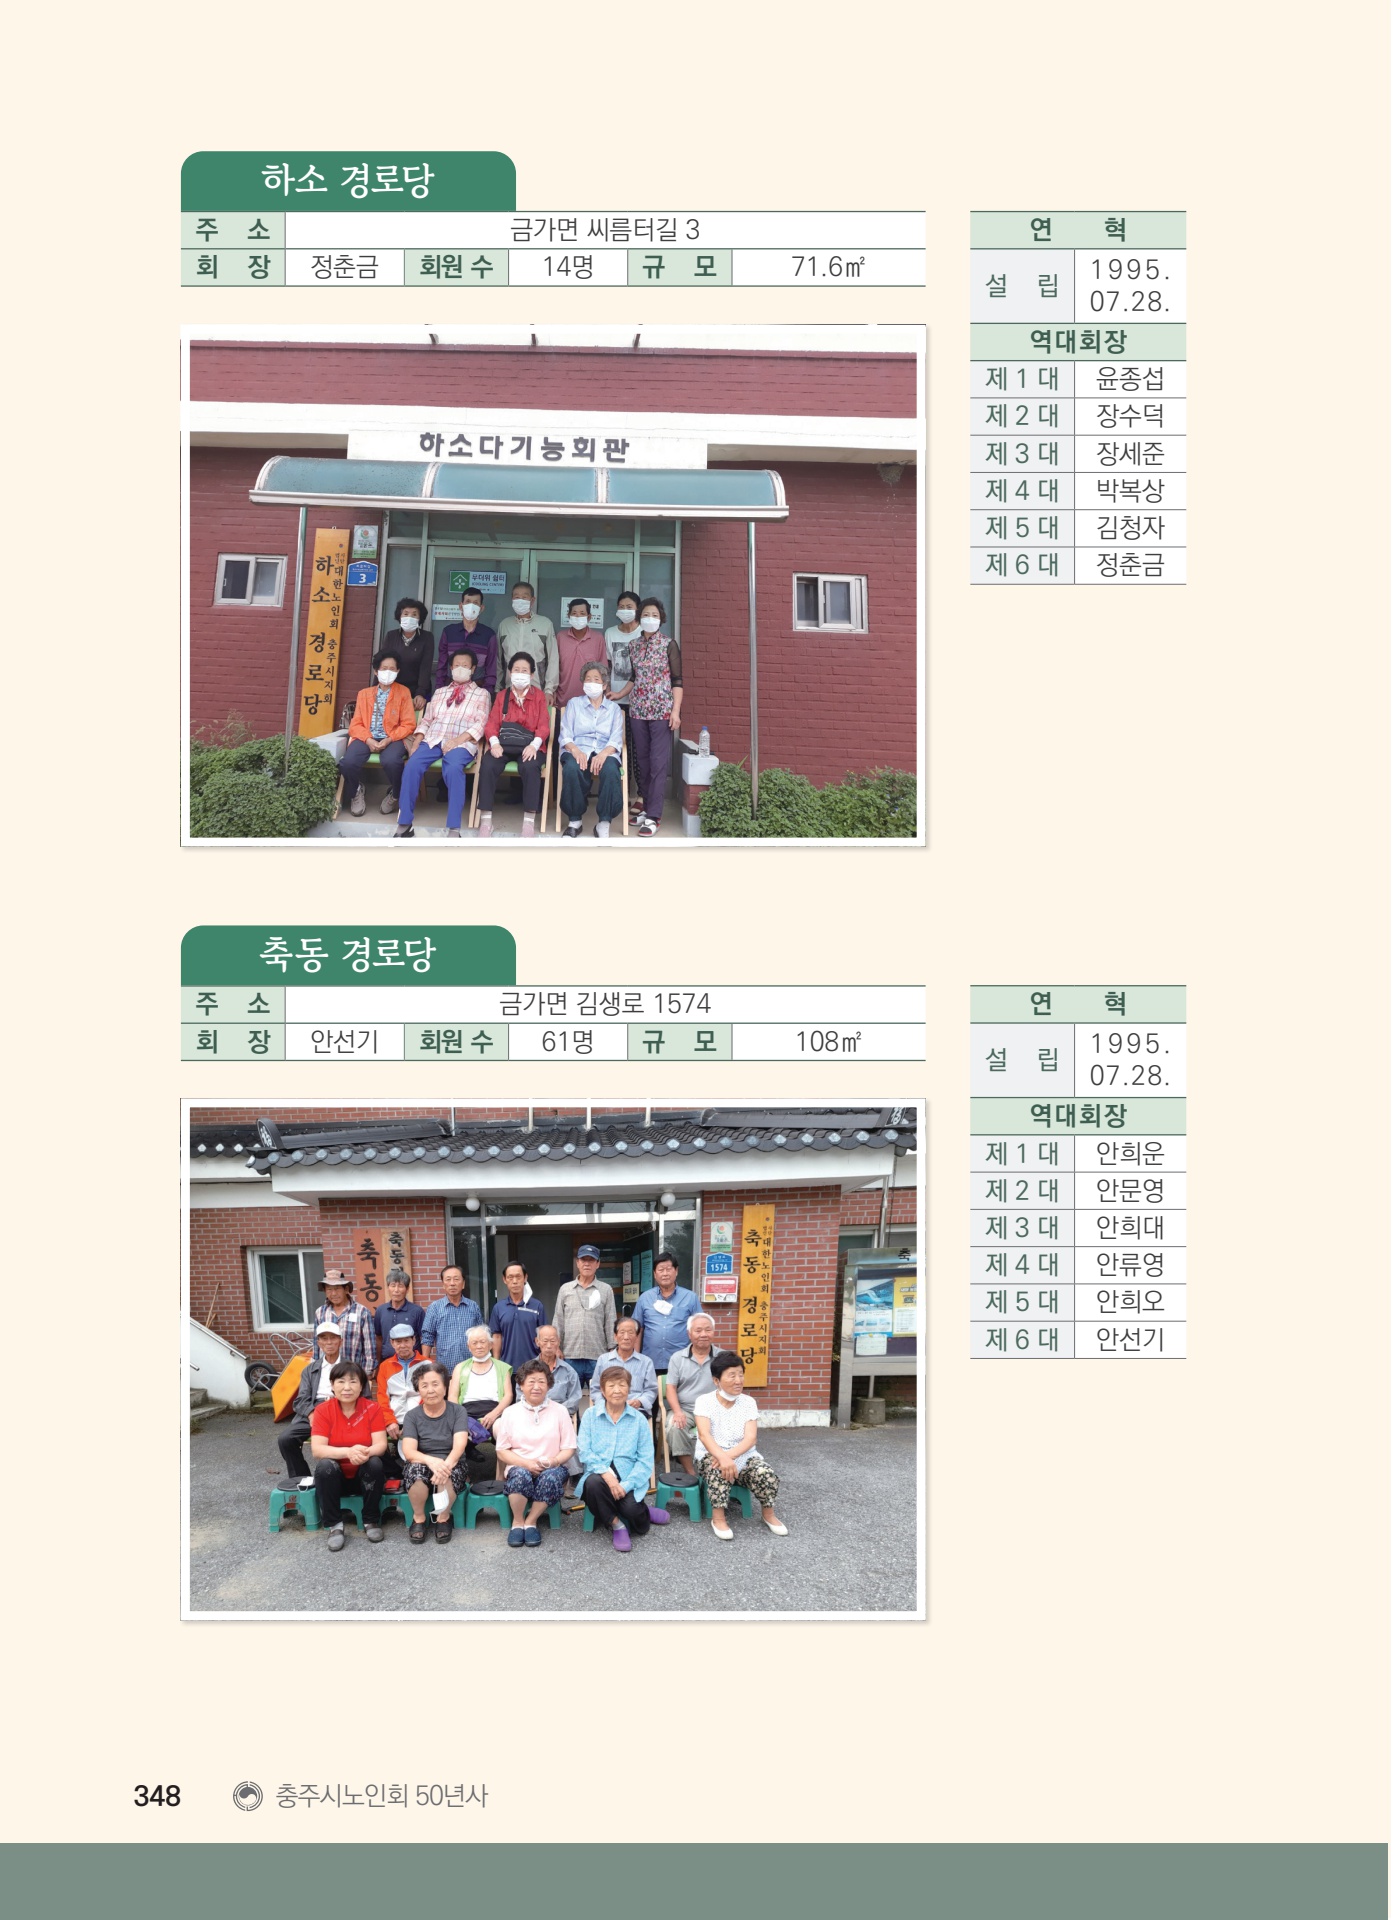 하소 경로당
주 소 금가면 씨름터길 3
회 장 정춘금 회원 수 14명 규 모 71.6㎡
연 혁
설 립 1995.
07.28.
역대회장
제 1 대 윤종섭
제 2 대 장수덕
제 3 대 장세준
제 4 대 박복상
제 5 대 김청자
제 6 대 정춘금
하소다기능회관
대한노인회 충주시지회
하소경로당
3
무더위 쉼터
축동 경로당
주 소 금가면 김생로 1574
회 장 안선기 회원 수 61명 규 모 108㎡
연 혁
설 립 1995.
07.28.
역대회장
제 1 대 안희운
제 2 대 안문영
제 3 대 안희대
제 4 대 안류영
제 5 대 안희오
제 6 대 안선기
축동
축동
1574
대한노인회 충주시지회
축동경로당
축
348 충주시노인회 50년사